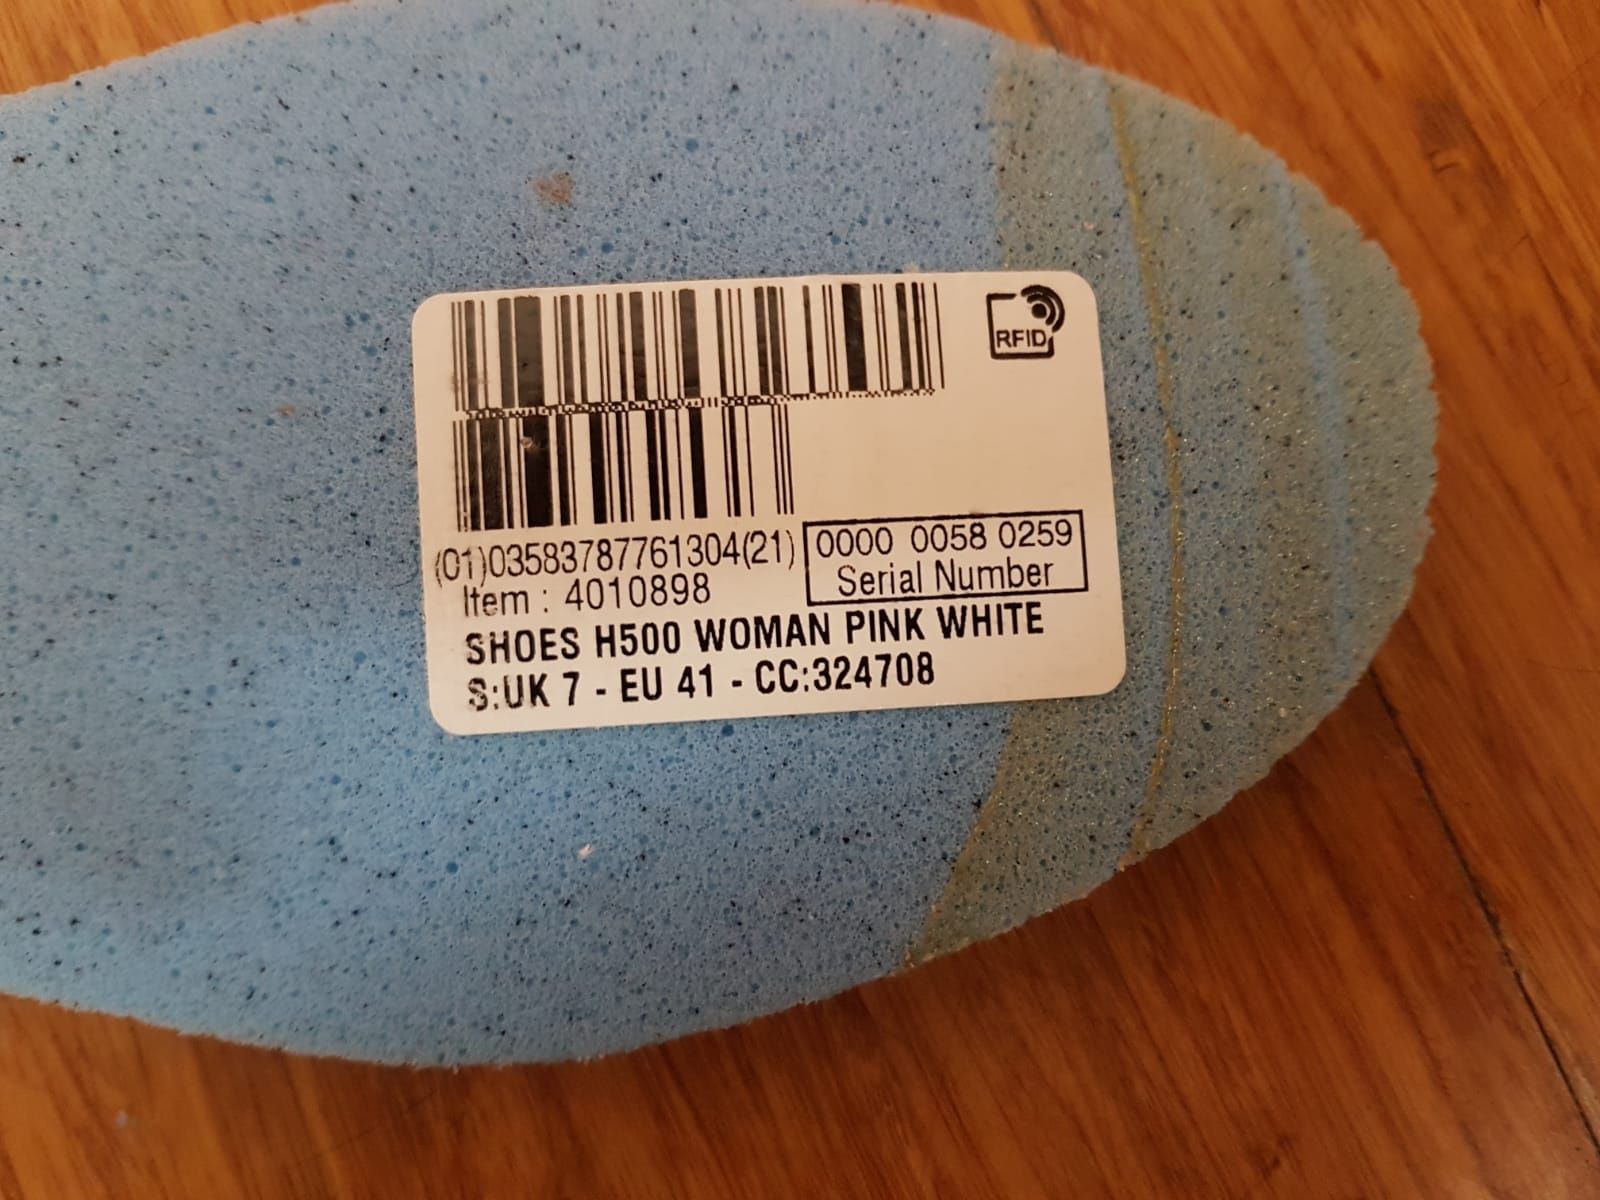 RFID
(01)03583787761304(21)
0000 0058 0259
Serial Number
Item : 4010898
SHOES H500 WOMAN PINK WHITE
S:UK 7 - EU 41 - CC:324708